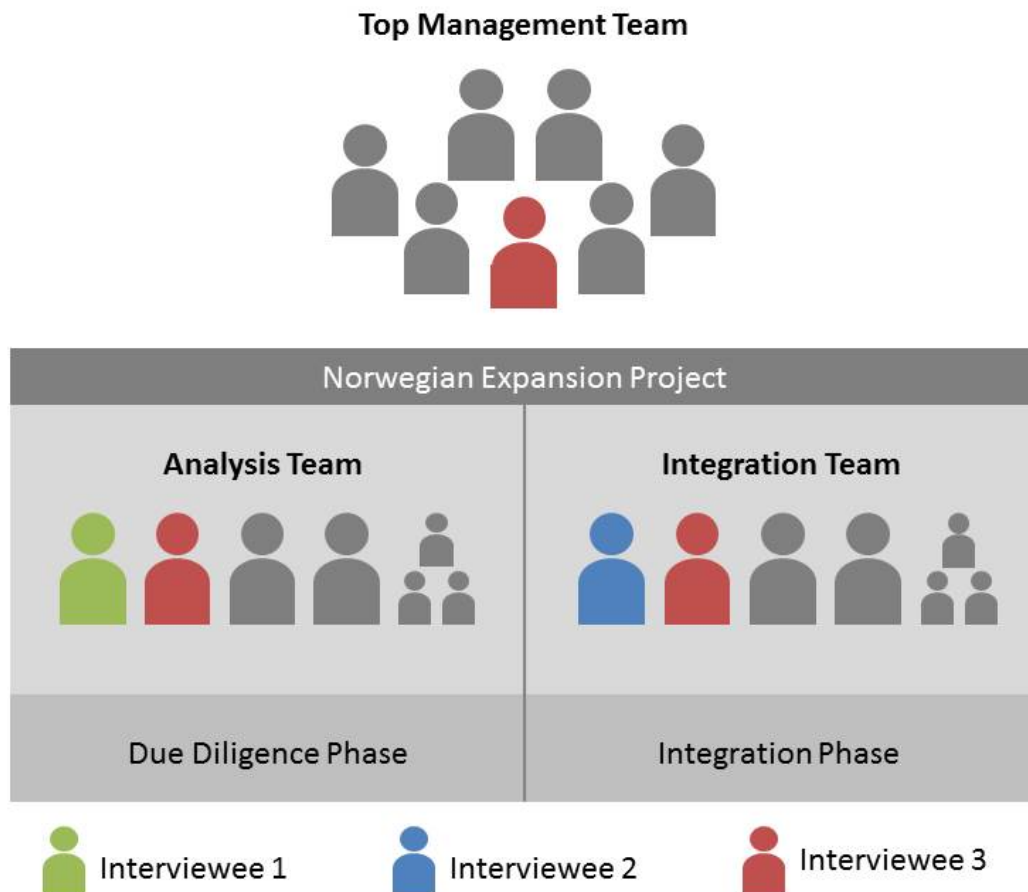 Top Management Team
Norwegian Expansion Project
Analysis Team
Integration Team
Due Diligence Phase
Integration Phase
Interviewee 1
Interviewee 2
Interviewee 3